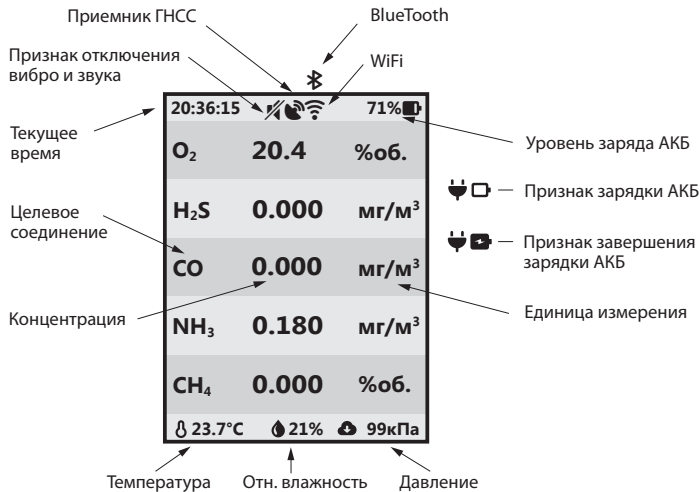 Приемник ГНСС
BlueTooth
Признак отключения
вибро и звука
WiFi
20:36:15
71%
Текущее
время
Уровень заряда АКБ
O₂ 20.4 %об.
Признак зарядки АКБ
H₂S 0.000 мг/м³
Целевое
соединение
Признак завершения
зарядки АКБ
CO 0.000 мг/м³
Концентрация
Единица измерения
NH₃ 0.180 мг/м³
CH₄ 0.000 %об.
23.7°C 21% 99кПа
Температура
Отн. влажность
Давление